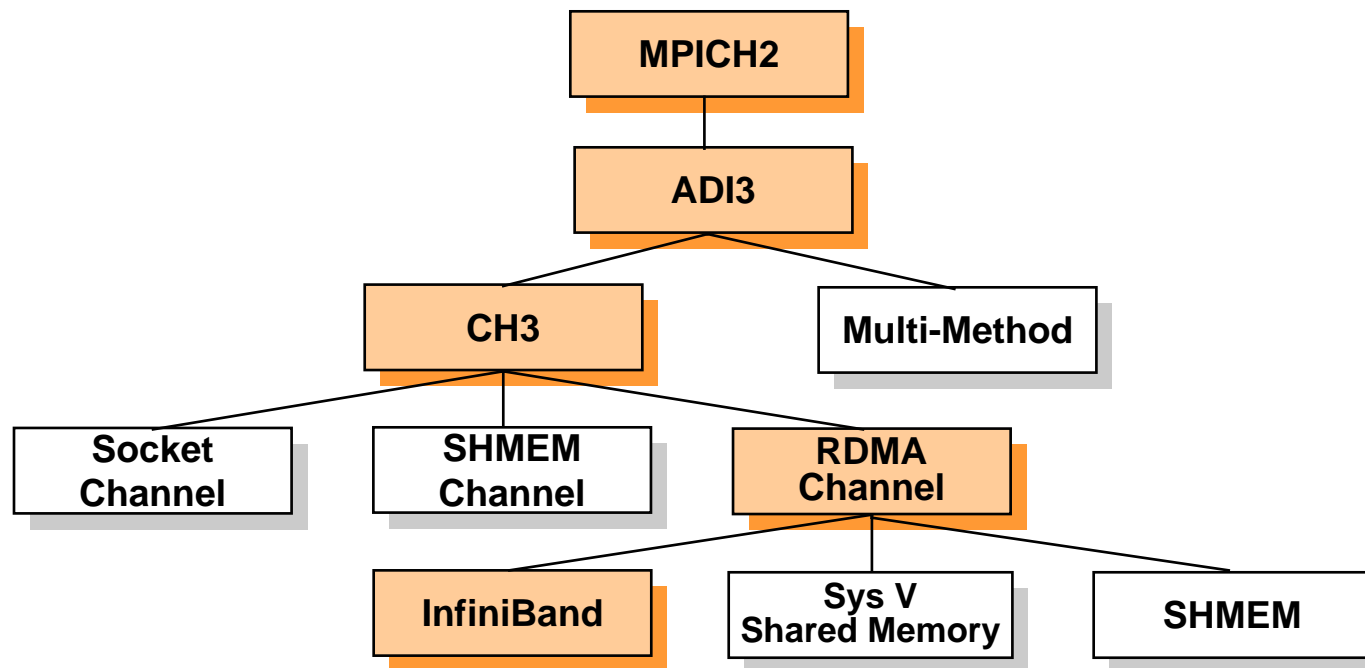 MPICH2
ADI3
CH3
Multi-Method
Socket
Channel
SHMEM
Channel
RDMA
Channel
InfiniBand
Sys V
Shared Memory
SHMEM